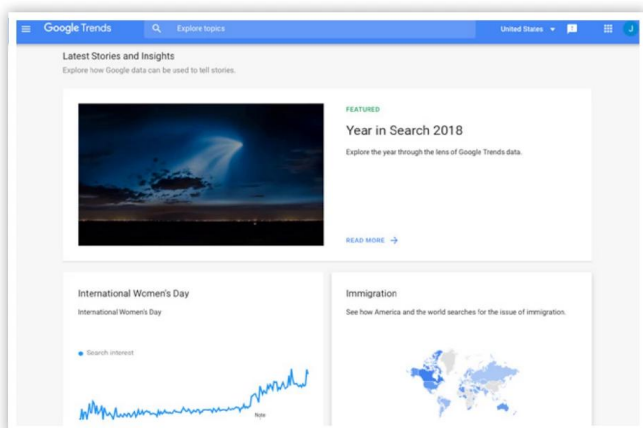 Google Trends
Explore topics
United States
J
Latest Stories and Insights
Explore how Google data can be used to tell stories.
FEATURED
Year in Search 2018
Explore the year through the lens of Google Trends data.
READ MORE
International Women's Day
International Women's Day
Search interest
Note
Immigration
See how America and the world searches for the issue of immigration.